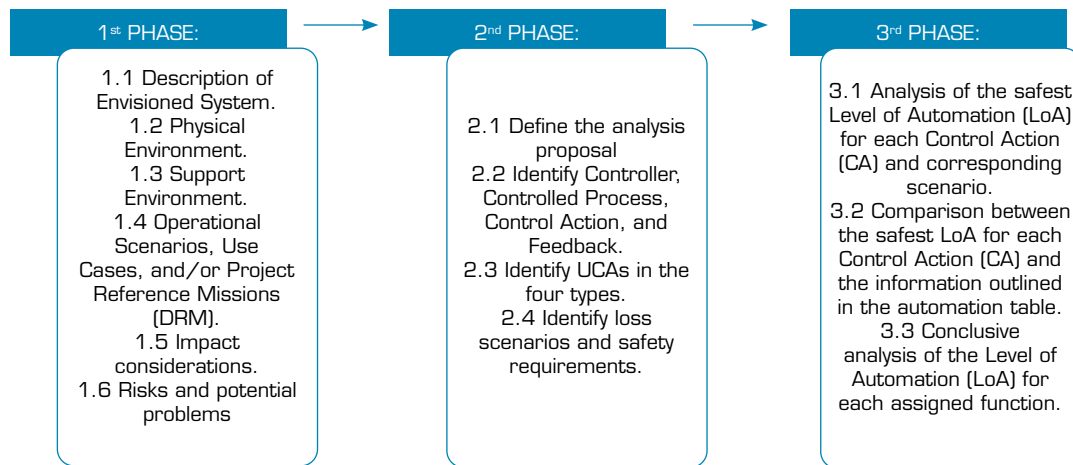 1st PHASE:
1.1 Description of
Envisioned System.
1.2 Physical
Environment.
1.3 Support
Environment.
1.4 Operational
Scenarios, Use
Cases, and/or Project
Reference Missions
(DRM).
1.5 Impact
considerations.
1.6 Risks and potential
problems
2nd PHASE:
2.1 Define the analysis
proposal
2.2 Identify Controller,
Controlled Process,
Control Action, and
Feedback.
2.3 Identify UCAs in the
four types.
2.4 Identify loss
scenarios and safety
requirements.
3rd PHASE:
3.1 Analysis of the safest
Level of Automation (LoA)
for each Control Action
(CA) and corresponding
scenario.
3.2 Comparison between
the safest LoA for each
Control Action (CA) and
the information outlined
in the automation table.
3.3 Conclusive
analysis of the Level of
Automation (LoA) for
each assigned function.